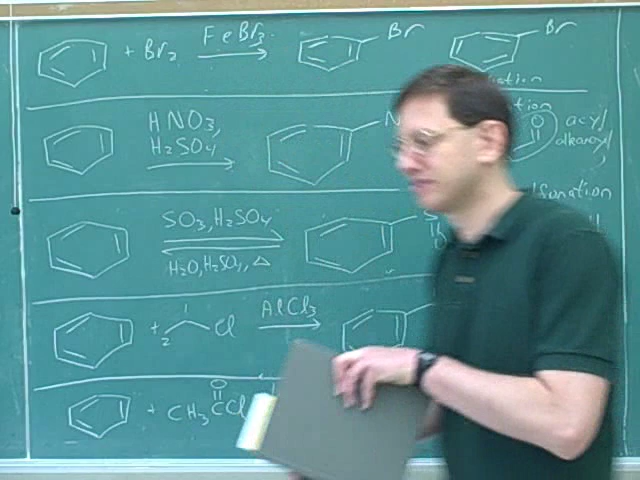 + Br₂ FeBr₃ Br Br
HNO₃, N
H₂SO₄
acyl
alkanoyl
O
SO₃, H₂SO₄
H₂O, H₂SO₄, Δ
+ Cl AlCl₃
O
+ CH₃CCl